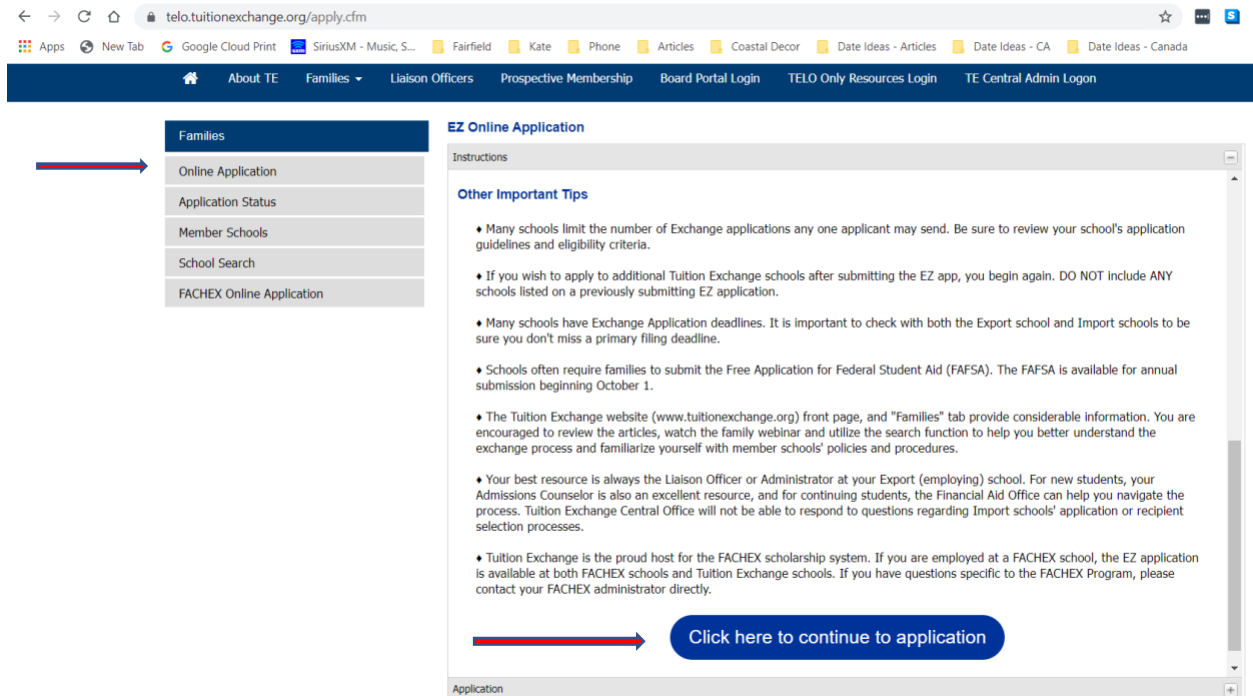 telo.tuitionexchange.org/apply.cfm
Apps New Tab Google Cloud Print SiriusXM - Music, S... Fairfield Kate Phone Articles Coastal Decor Date Ideas - Articles Date Ideas - CA Date Ideas - Canada
About TE Families Liaison Officers Prospective Membership Board Portal Login TELO Only Resources Login TE Central Admin Logon
Families
Online Application
Application Status
Member Schools
School Search
FACHEX Online Application
EZ Online Application
Instructions
Other Important Tips
♦ Many schools limit the number of Exchange applications any one applicant may send. Be sure to review your school's application
guidelines and eligibility criteria.
♦ If you wish to apply to additional Tuition Exchange schools after submitting the EZ app, you begin again. DO NOT include ANY
schools listed on a previously submitting EZ application.
♦ Many schools have Exchange Application deadlines. It is important to check with both the Export school and Import schools to be
sure you don't miss a primary filing deadline.
♦ Schools often require families to submit the Free Application for Federal Student Aid (FAFSA). The FAFSA is available for annual
submission beginning October 1.
♦ The Tuition Exchange website (www.tuitionexchange.org) front page, and "Families" tab provide considerable information. You are
encouraged to review the articles, watch the family webinar and utilize the search function to help you better understand the
exchange process and familiarize yourself with member schools' policies and procedures.
♦ Your best resource is always the Liaison Officer or Administrator at your Export (employing) school. For new students, your
Admissions Counselor is also an excellent resource, and for continuing students, the Financial Aid Office can help you navigate the
process. Tuition Exchange Central Office will not be able to respond to questions regarding Import schools' application or recipient
selection processes.
♦ Tuition Exchange is the proud host for the FACHEX scholarship system. If you are employed at a FACHEX school, the EZ application
is available at both FACHEX schools and Tuition Exchange schools. If you have questions specific to the FACHEX Program, please
contact your FACHEX administrator directly.
Click here to continue to application
Application